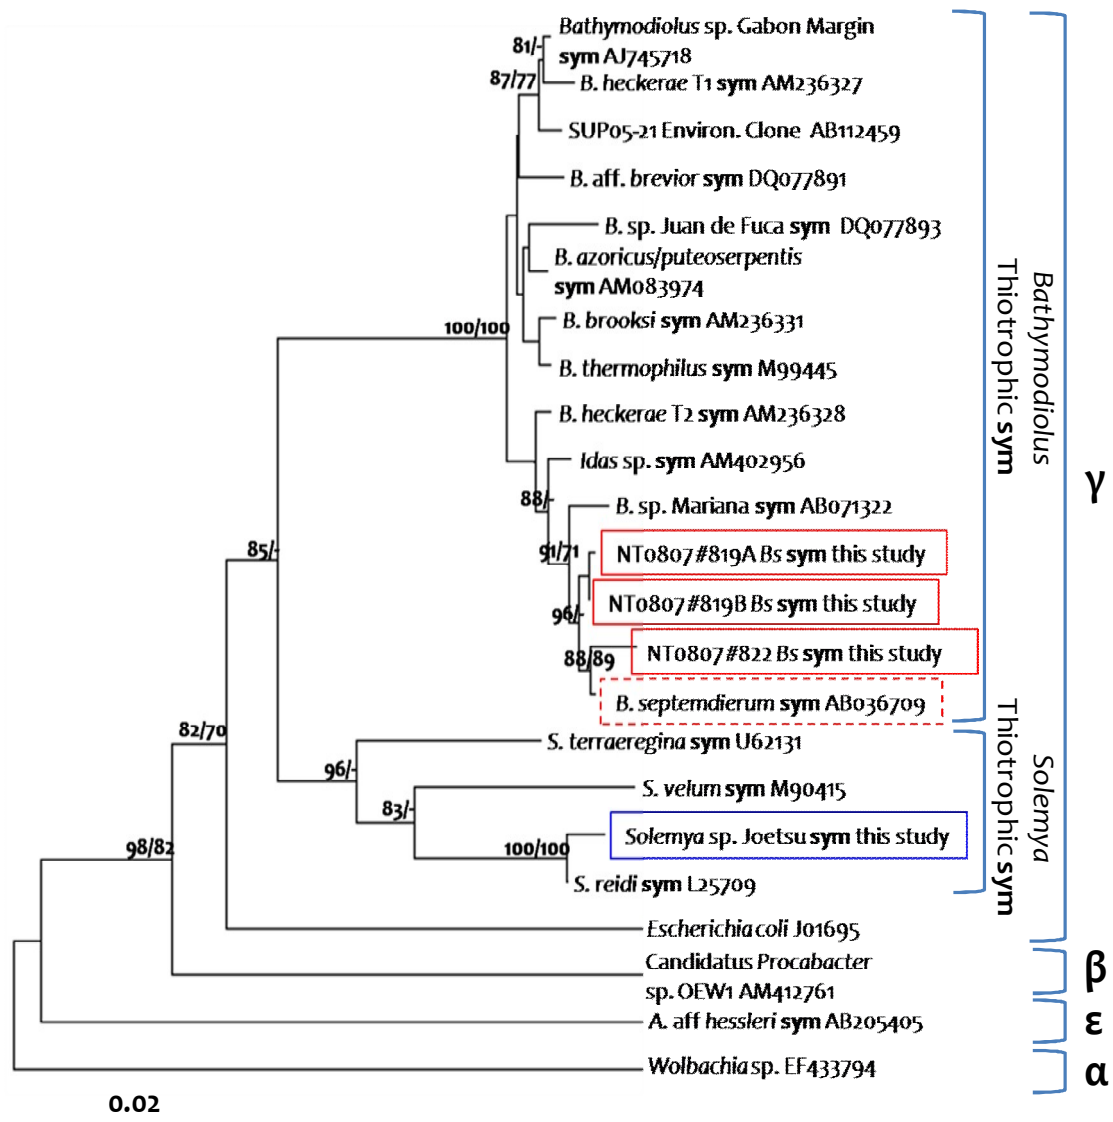 Bathymodiolus sp. Gabon Margin
sym AJ745718
81/-
87/77
B. heckerae T1 sym AM236327
SUP05-21 Environ. Clone AB112459
B. aff. brevior sym DQ077891
B. sp. Juan de Fuca sym DQ077893
B. azoricus/puteoserpentis
sym AM083974
B. brooksi sym AM236331
100/100
B. thermophilus sym M99445
B. heckerae T2 sym AM236328
Idas sp. sym AM402956
88/-
B. sp. Mariana sym AB071322
91/71
NT0807#819A Bs sym this study
NT0807#819B Bs sym this study
96/-
NT0807#822 Bs sym this study
88/89
B. septemdierum sym AB036709
85/-
82/70
S. terraeregina sym U62131
96/-
S. velum sym M90415
83/-
Solemya sp. Joetsu sym this study
100/100
S. reidi sym L25709
98/82
Escherichia coli J01695
Candidatus Procabacter
sp. OEW1 AM412761
A. aff hessleri sym AB205405
Wolbachia sp. EF433794
0.02
Bathymodiolus
Thiotrophic sym
Solemya
Thiotrophic sym
γ
β
ε
α